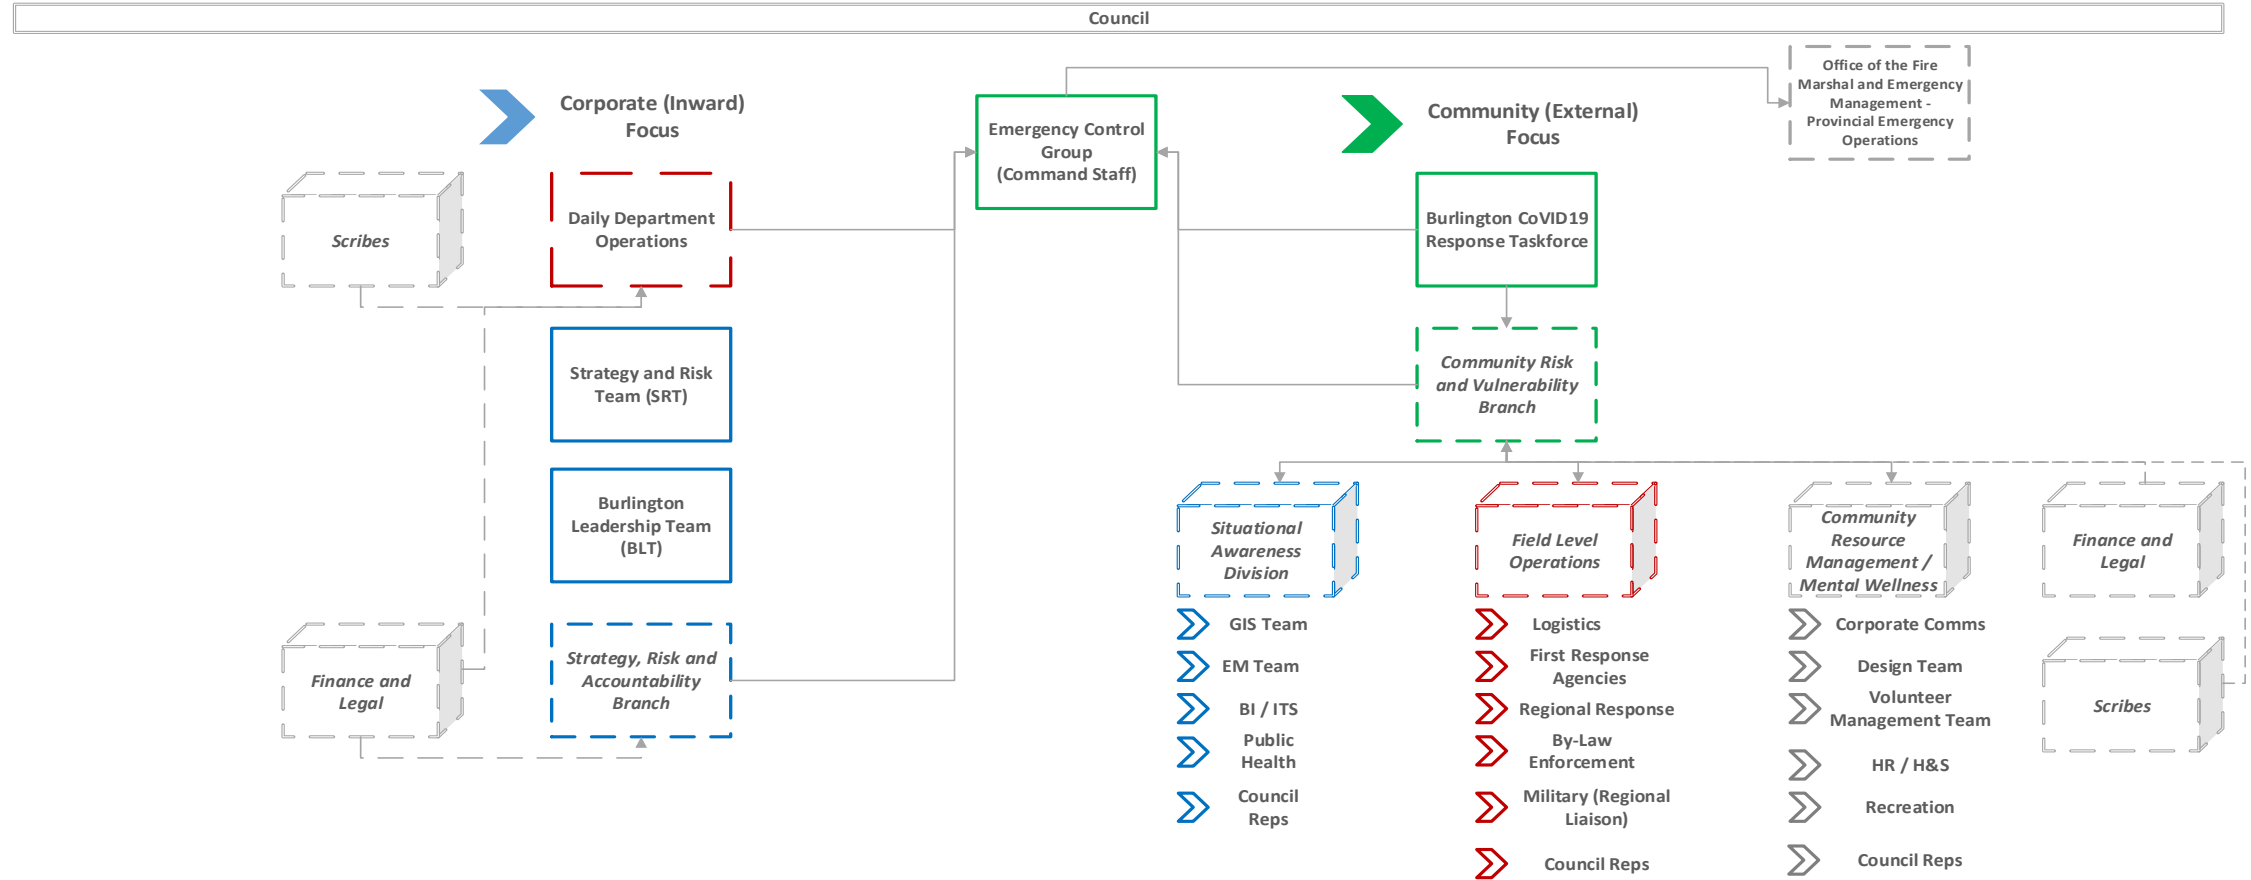 Council
Corporate (Inward)
Focus
Scribes
Daily Department
Operations
Strategy and Risk
Team (SRT)
Burlington
Leadership Team
(BLT)
Finance and
Legal
Strategy, Risk and
Accountability
Branch
Emergency Control
Group
(Command Staff)
Community (External)
Focus
Office of the Fire
Marshal and Emergency
Management -
Provincial Emergency
Operations
Burlington CoVID19
Response Taskforce
Community Risk
and Vulnerability
Branch
Situational
Awareness
Division
GIS Team
EM Team
BI / ITS
Public
Health
Council
Reps
Field Level
Operations
Logistics
First Response
Agencies
Regional Response
By-Law
Enforcement
Military (Regional
Liaison)
Council Reps
Community
Resource
Management /
Mental Wellness
Corporate Comms
Design Team
Volunteer
Management Team
HR / H&S
Recreation
Council Reps
Finance and
Legal
Scribes